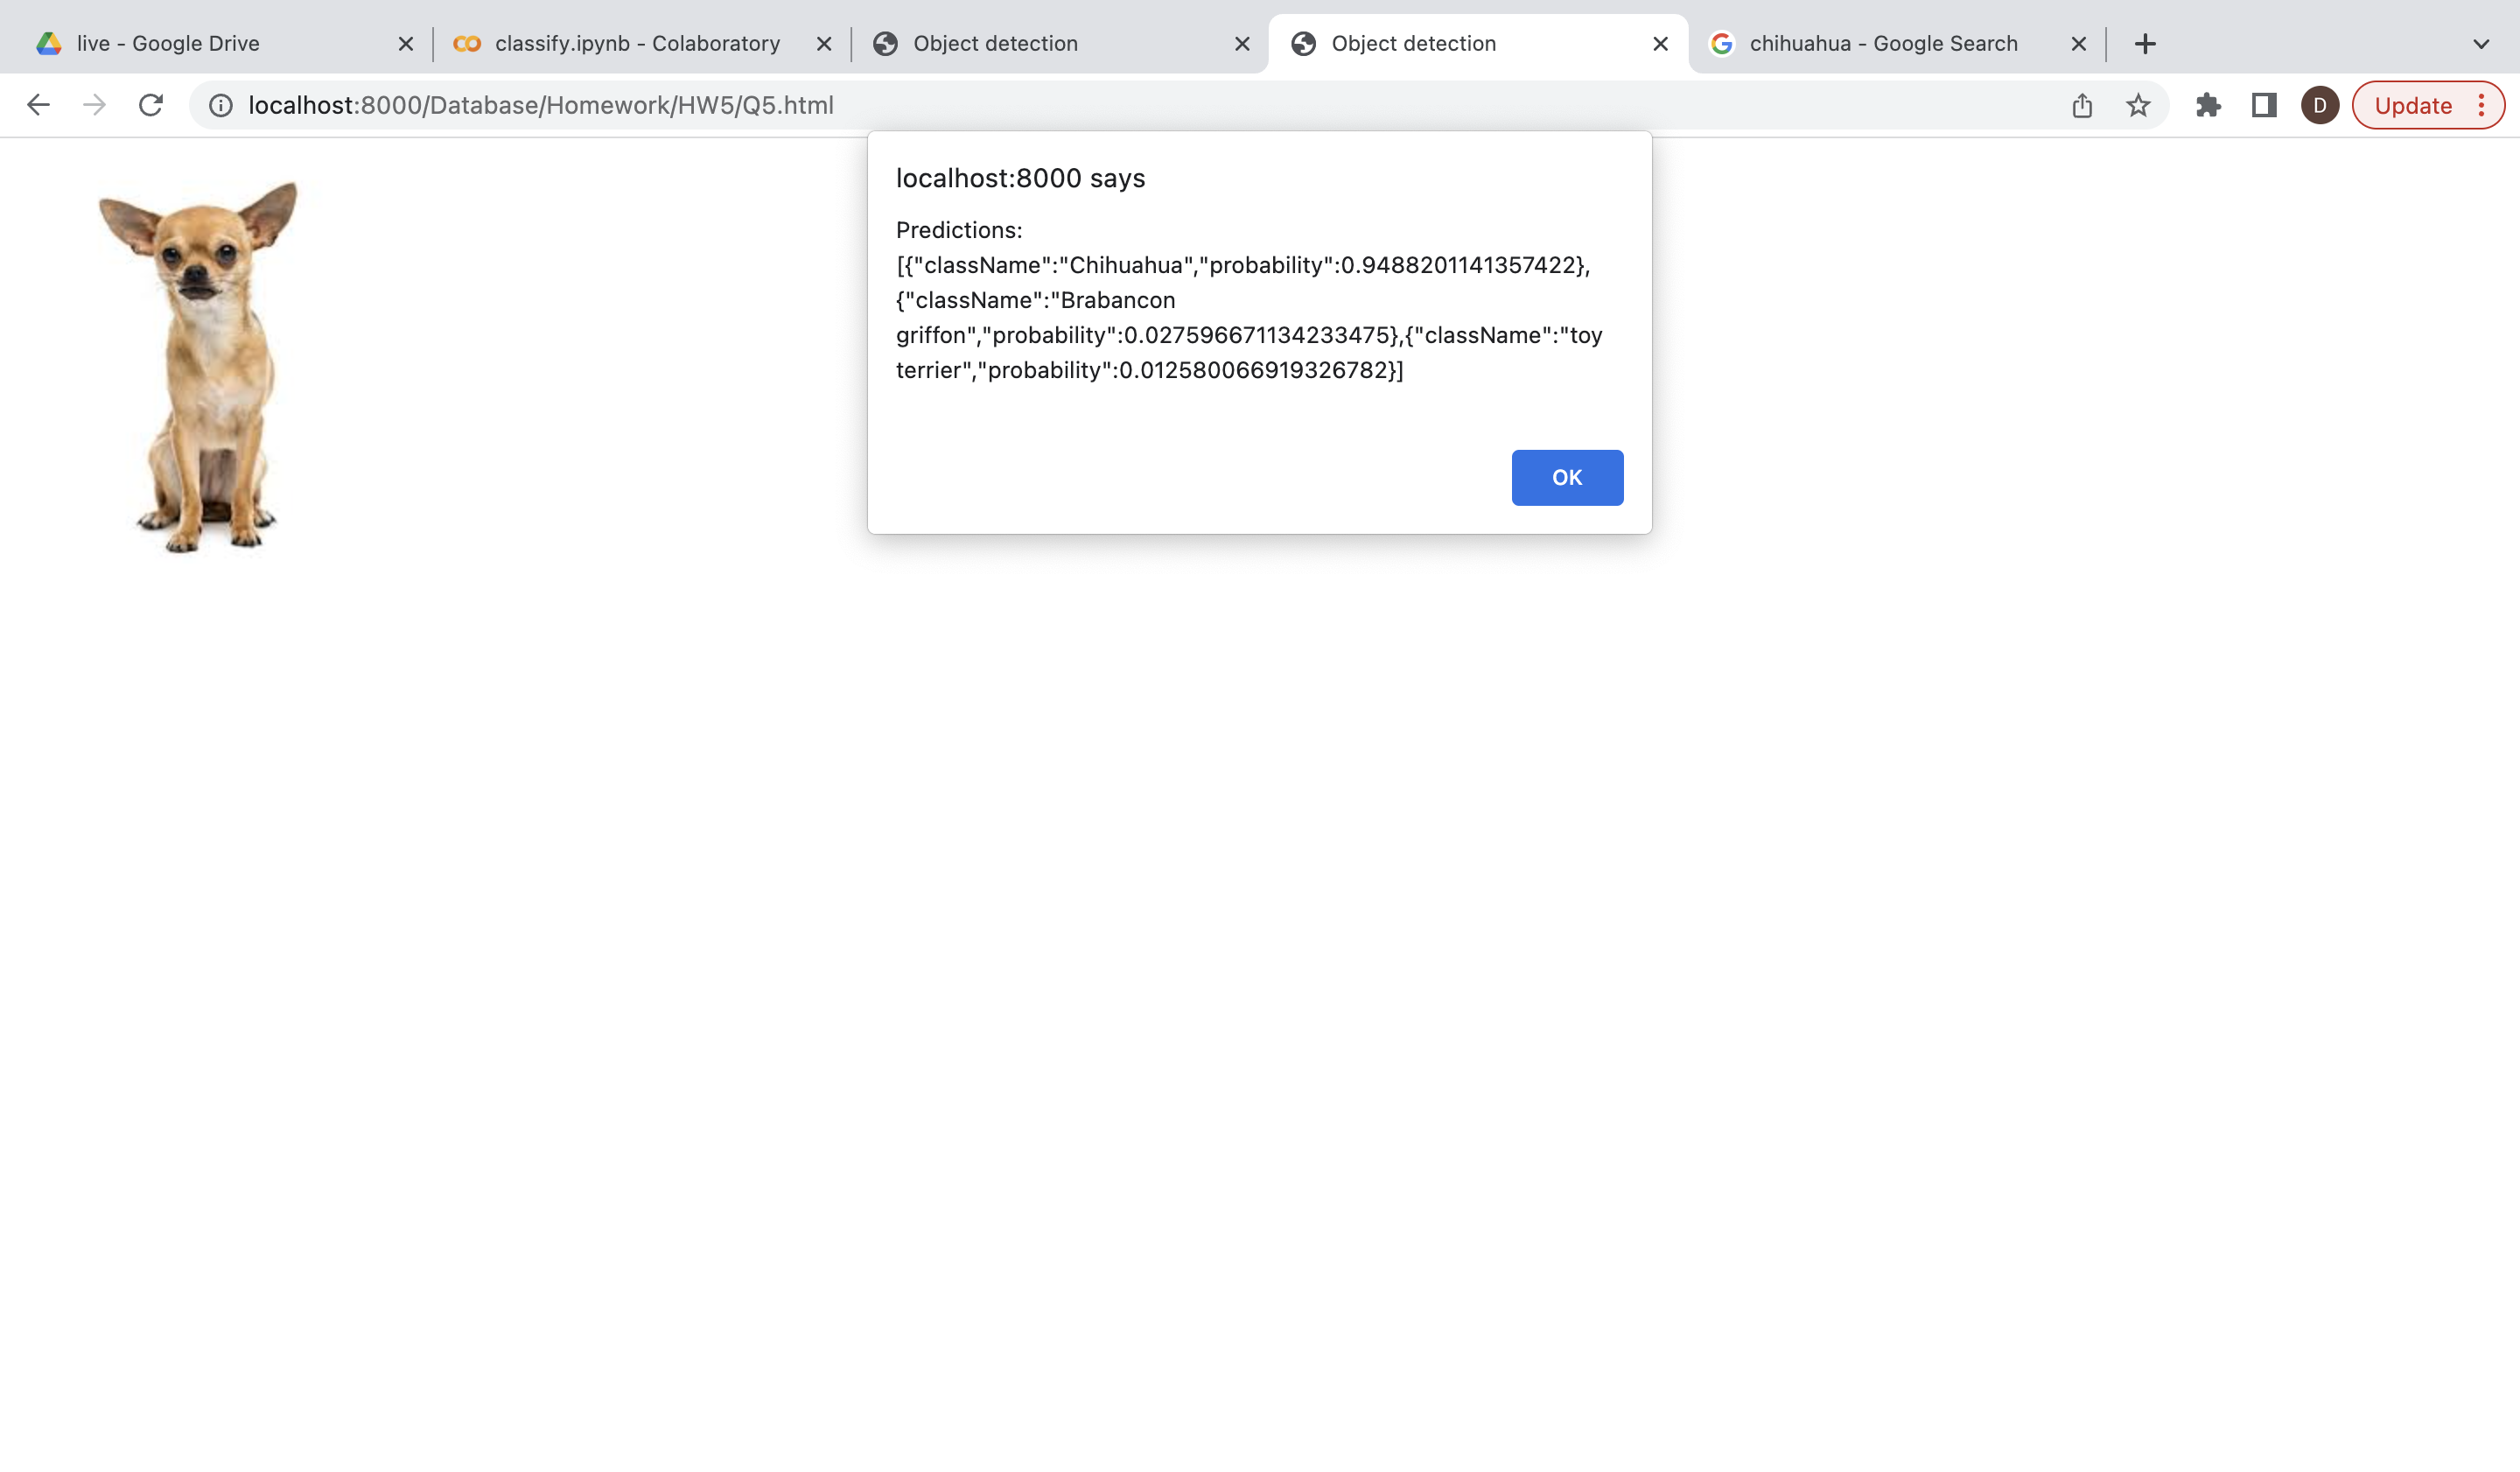 live - Google Drive
classify.ipynb - Colaboratory
Object detection
Object detection
chihuahua - Google Search
localhost:8000/Database/Homework/HW5/Q5.html
D
Update
localhost:8000 says
Predictions:
[{"className":"Chihuahua","probability":0.9488201141357422},
{"className":"Brabancon
griffon","probability":0.027596671134233475},{"className":"toy
terrier","probability":0.012580066919326782}]
OK